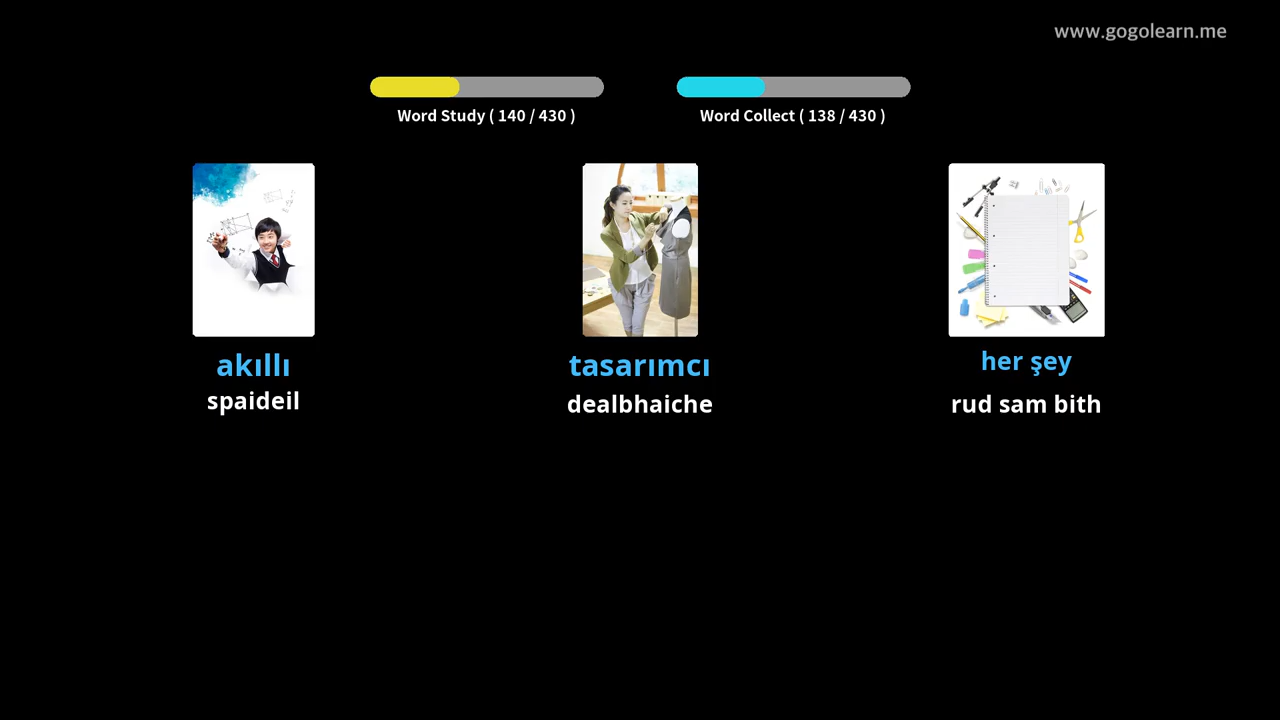 www.gogolearn.me
Word Study ( 140 / 430 )
Word Collect ( 138 / 430 )
akıllı
spaideil
tasarımcı
dealbhaiche
her şey
rud sam bith